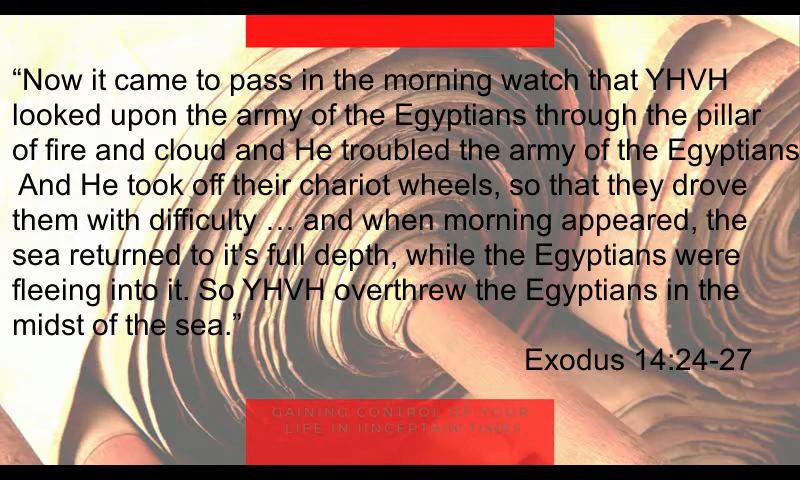 “Now it came to pass in the morning watch that YHVH
looked upon the army of the Egyptians through the pillar
of fire and cloud and He troubled the army of the Egyptians
And He took off their chariot wheels, so that they drove
them with difficulty … and when morning appeared, the
sea returned to it's full depth, while the Egyptians were
fleeing into it. So YHVH overthrew the Egyptians in the
midst of the sea.”
Exodus 14:24-27
GAINING CONTROL OF YOUR
LIFE IN UNCERTAIN TIMES